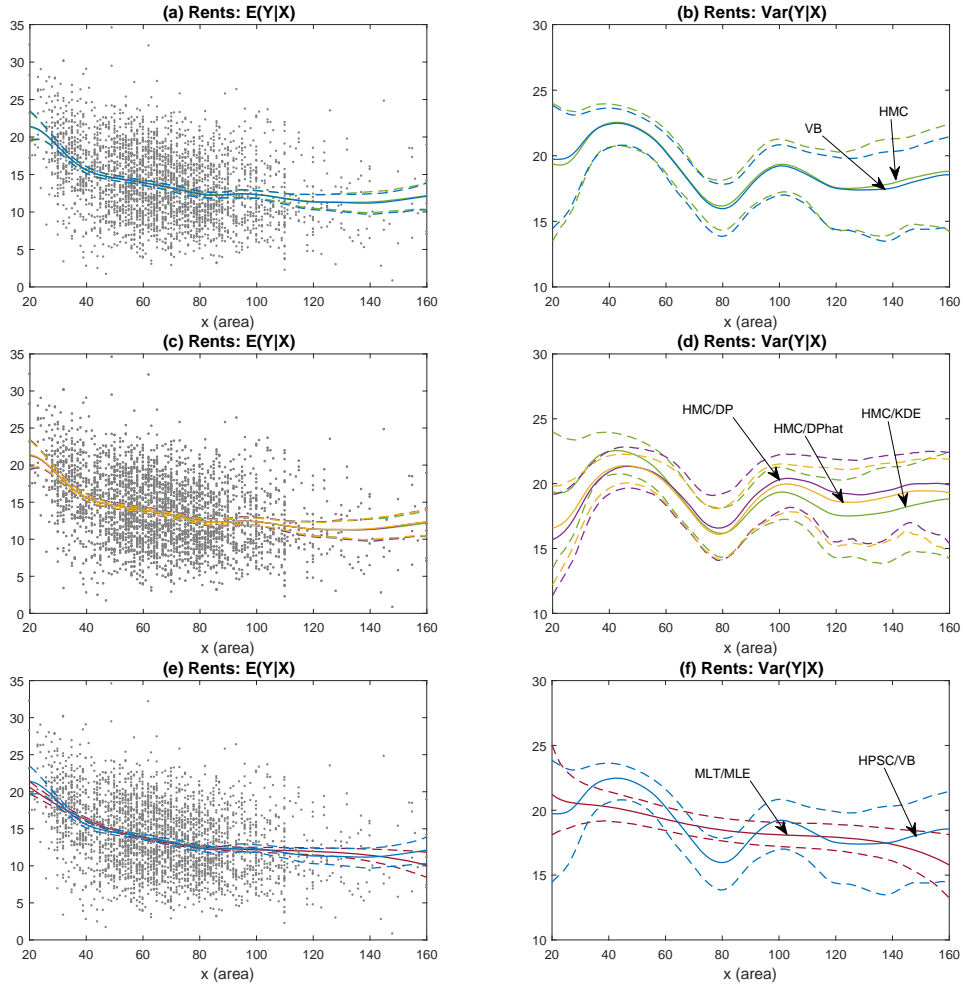 (a) Rents: E(Y|X)
35
30
25
20
15
10
5
0
20 40 60 80 100 120 140 160
x (area)
(b) Rents: Var(Y|X)
30
25
20
15
10
VB
HMC
20 40 60 80 100 120 140 160
x (area)
(c) Rents: E(Y|X)
35
30
25
20
15
10
5
0
20 40 60 80 100 120 140 160
x (area)
(d) Rents: Var(Y|X)
30
25
20
15
10
HMC/DP
HMC/DPhat
HMC/KDE
20 40 60 80 100 120 140 160
x (area)
(e) Rents: E(Y|X)
35
30
25
20
15
10
5
0
20 40 60 80 100 120 140 160
x (area)
(f) Rents: Var(Y|X)
30
25
20
15
10
MLT/MLE
HPSC/VB
20 40 60 80 100 120 140 160
x (area)